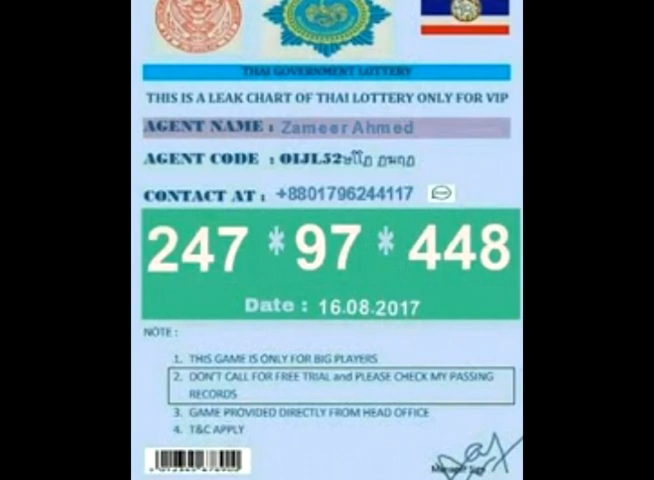 THAI GOVERNMENT LOTTERY
THIS IS A LEAK CHART OF THAI LOTTERY ONLY FOR VIP
AGENT NAME : Zameer Ahmed
AGENT CODE : OIJL52
CONTACT AT : +8801796244117
247 * 97 * 448
Date : 16.08.2017
NOTE :
1. THIS GAME IS ONLY FOR BIG PLAYERS
2. DON'T CALL FOR FREE TRIAL and PLEASE CHECK MY PASSING
RECORDS
3. GAME PROVIDED DIRECTLY FROM HEAD OFFICE
4. T&C APPLY
Manager Sign